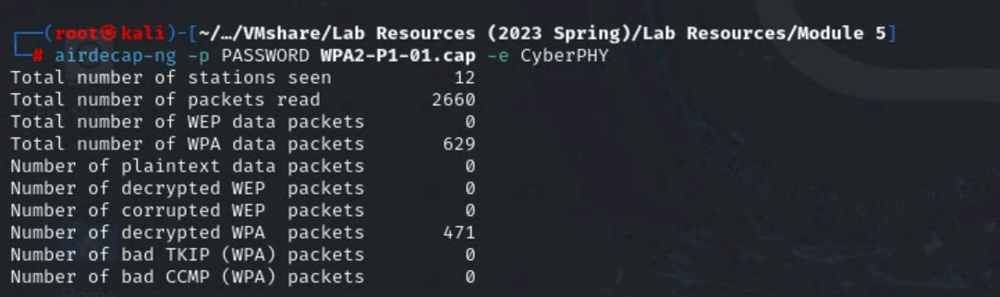 ┌──(root㉿kali)-[~/…/VMshare/Lab Resources (2023 Spring)/Lab Resources/Module 5]
└─# airdecap-ng -p PASSWORD WPA2-P1-01.cap -e CyberPHY
Total number of stations seen 12
Total number of packets read 2660
Total number of WEP data packets 0
Total number of WPA data packets 629
Number of plaintext data packets 0
Number of decrypted WEP packets 0
Number of corrupted WEP packets 0
Number of decrypted WPA packets 471
Number of bad TKIP (WPA) packets 0
Number of bad CCMP (WPA) packets 0